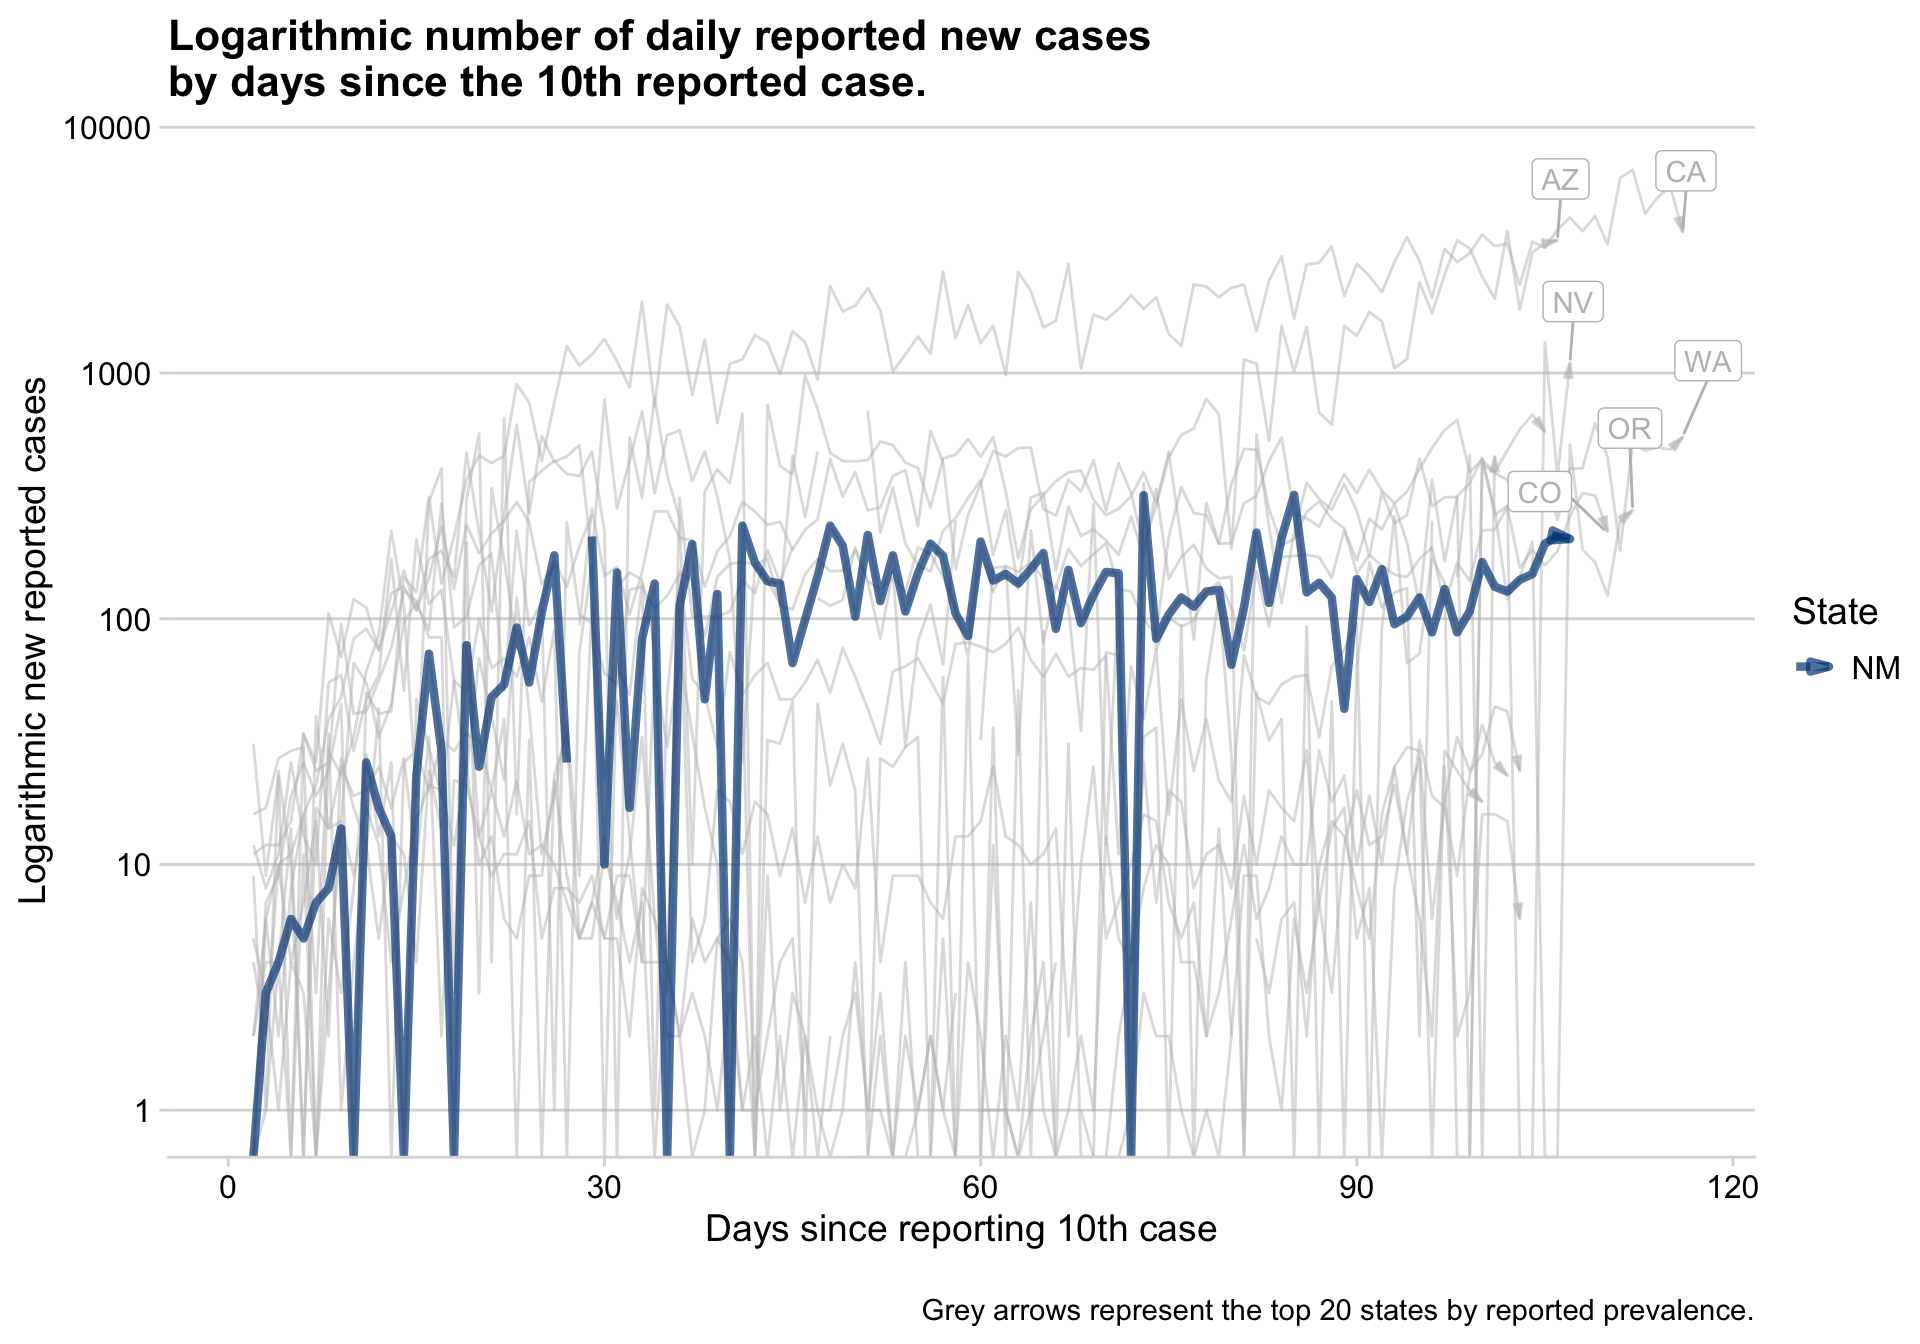 Logarithmic number of daily reported new cases
by days since the 10th reported case.
10000
1000
100
10
1
Logarithmic new reported cases
AZ
CA
NV
WA
OR
CO
State
NM
0
30
60
90
120
Days since reporting 10th case
Grey arrows represent the top 20 states by reported prevalence.